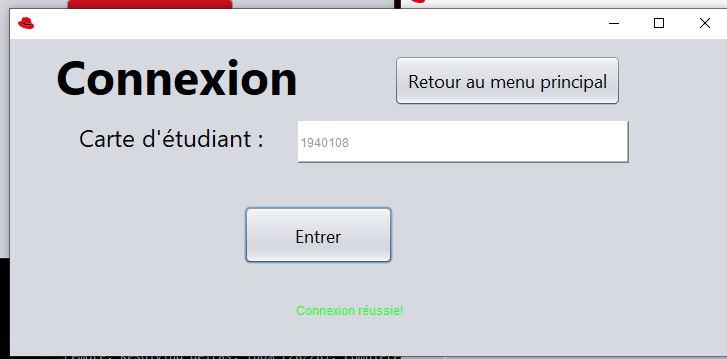 Connexion
Retour au menu principal
Carte d'étudiant :
1940108
Entrer
Connexion réussie!